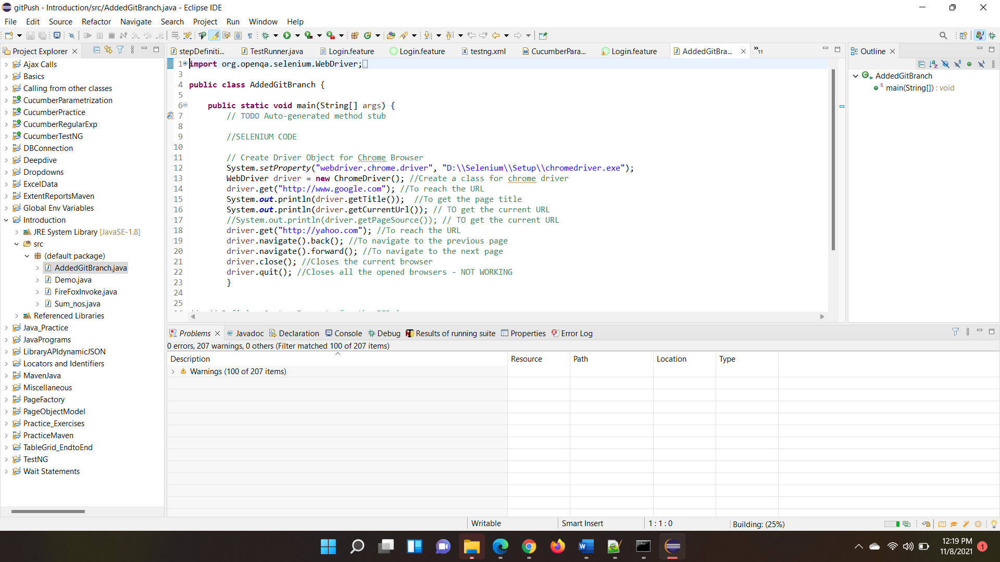 gitPush - Introduction/src/AddedGitBranch.java - Eclipse IDE
File Edit Source Refactor Navigate Search Project Run Window Help
Project Explorer
Ajax Calls
Basics
Calling from other classes
CucumberParametrization
CucumberPractice
CucumberRegularExp
CucumberTestNG
DBConnection
Deepdive
Dropdowns
ExcelData
ExtentReportsMaven
Global Env Variables
Introduction
JRE System Library [JavaSE-1.8]
src
(default package)
AddedGitBranch.java
Demo.java
FireFoxInvoke.java
Sum_nos.java
Referenced Libraries
Java_Practice
JavaPrograms
LibraryAPIdynamicJSON
Locators and Identifiers
MavenJava
Miscellaneous
PageFactory
PageObjectModel
Practice_Exercises
PracticeMaven
TableGrid_EndtoEnd
TestNG
Wait Statements
stepDefiniti... TestRunner.java Login.feature Login.feature testng.xml CucumberPara... Login.feature AddedGitBra... »11
1 import org.openqa.selenium.WebDriver;
3
4 public class AddedGitBranch {
5
6 public static void main(String[] args) {
7 // TODO Auto-generated method stub
8
9 //SELENIUM CODE
10
11 // Create Driver Object for Chrome Browser
12 System.setProperty("webdriver.chrome.driver", "D:\\Selenium\\Setup\\chromedriver.exe");
13 WebDriver driver = new ChromeDriver(); //Create a class for chrome driver
14 driver.get("http://www.google.com"); //To reach the URL
15 System.out.println(driver.getTitle()); //To get the page title
16 System.out.println(driver.getCurrentUrl()); // TO get the current URL
17 //System.out.println(driver.getPageSource()); // TO get the current URL
18 driver.get("http://yahoo.com"); //To reach the URL
19 driver.navigate().back(); //To navigate to the previous page
20 driver.navigate().forward(); //To navigate to the next page
21 driver.close(); //Closes the current browser
22 driver.quit(); //Closes all the opened browsers - NOT WORKING
23 }
24
25
Outline
AddedGitBranch
main(String[]) : void
Problems Javadoc Declaration Console Debug Results of running suite Properties Error Log
0 errors, 207 warnings, 0 others (Filter matched 100 of 207 items)
Description Resource Path Location Type
Warnings (100 of 207 items)
Writable Smart Insert 1 : 1 : 0 Building: (25%)
12:19 PM
11/8/2021
1